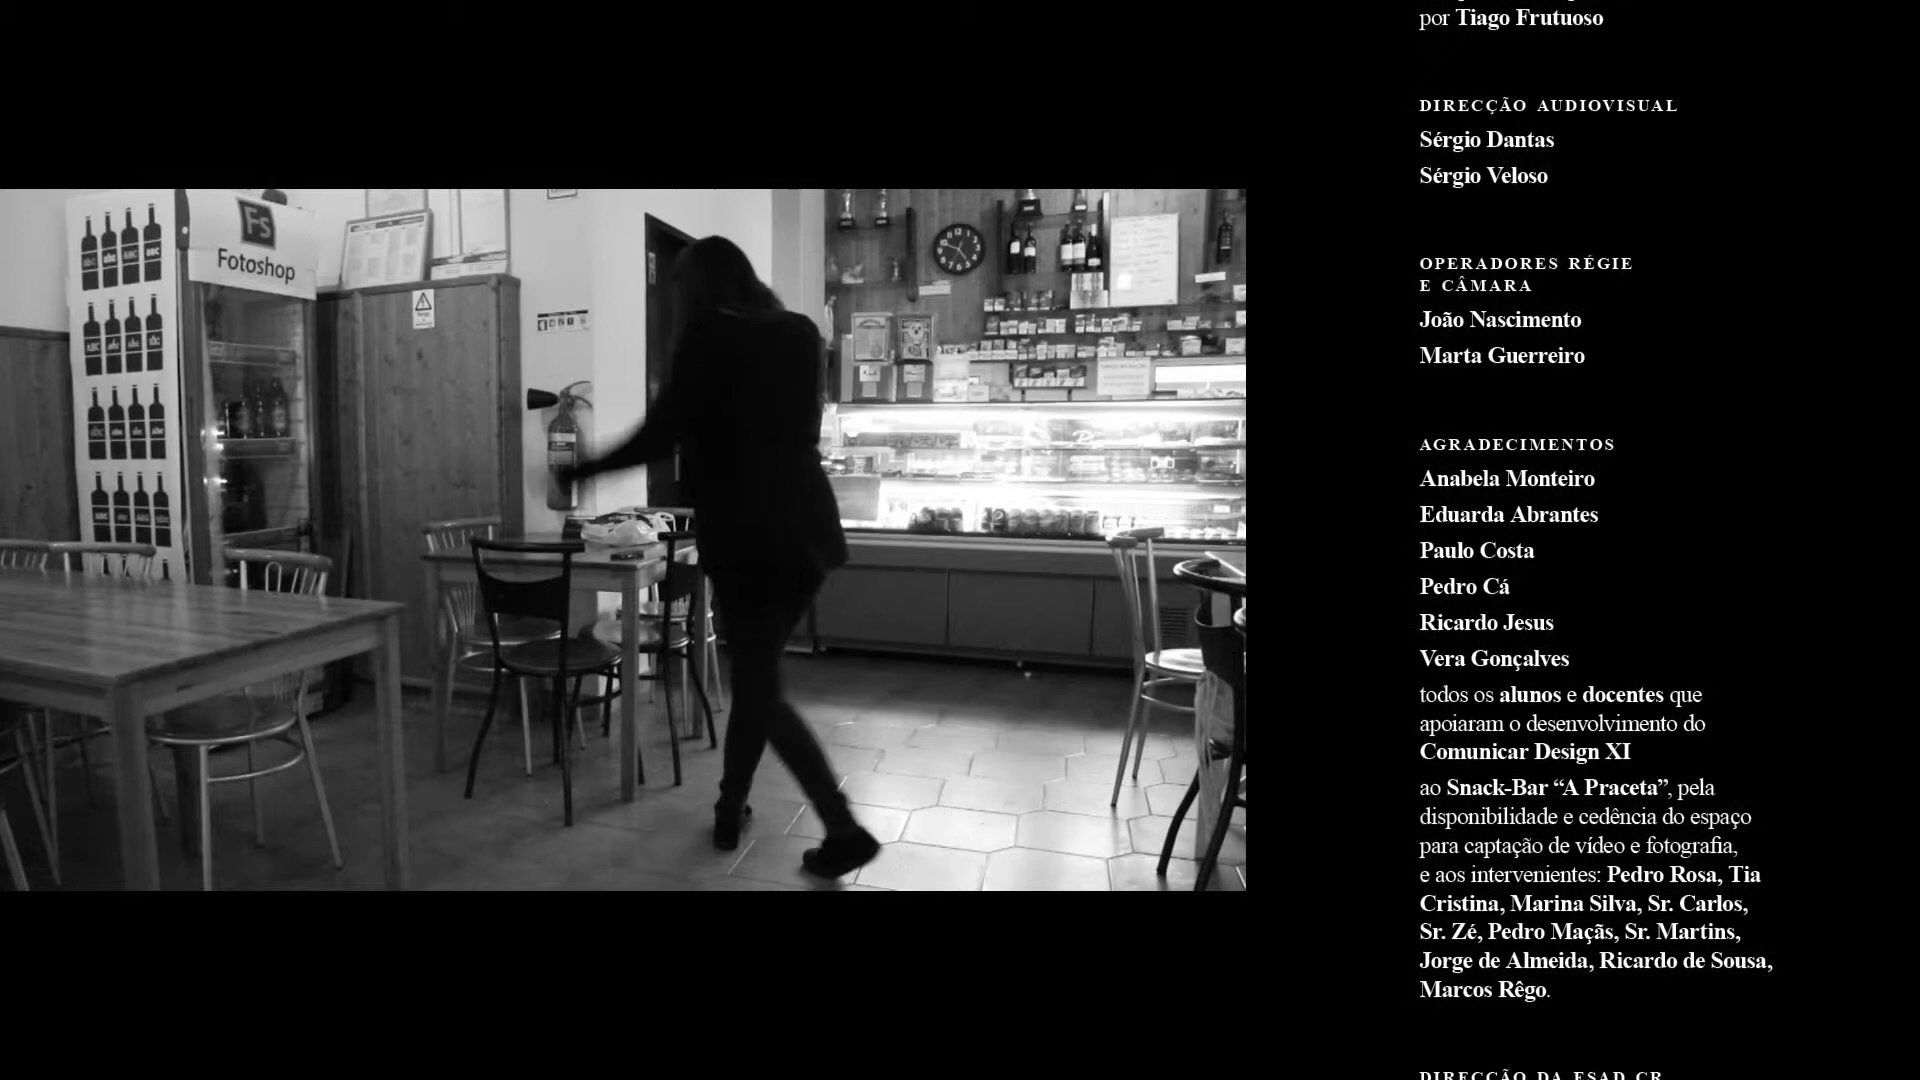 Fs
Fotoshop
por Tiago Frutuoso
DIRECÇÃO AUDIOVISUAL
Sérgio Dantas
Sérgio Veloso
OPERADORES RÉGIE
E CÂMARA
João Nascimento
Marta Guerreiro
AGRADECIMENTOS
Anabela Monteiro
Eduarda Abrantes
Paulo Costa
Pedro Cá
Ricardo Jesus
Vera Gonçalves
todos os alunos e docentes que
apoiaram o desenvolvimento do
Comunicar Design XI
ao Snack-Bar “A Praceta”, pela
disponibilidade e cedência do espaço
para captação de vídeo e fotografia,
e aos intervenientes: Pedro Rosa, Tia
Cristina, Marina Silva, Sr. Carlos,
Sr. Zé, Pedro Maçãs, Sr. Martins,
Jorge de Almeida, Ricardo de Sousa,
Marcos Rêgo.
DIRECÇÃO DA ESAD.CR